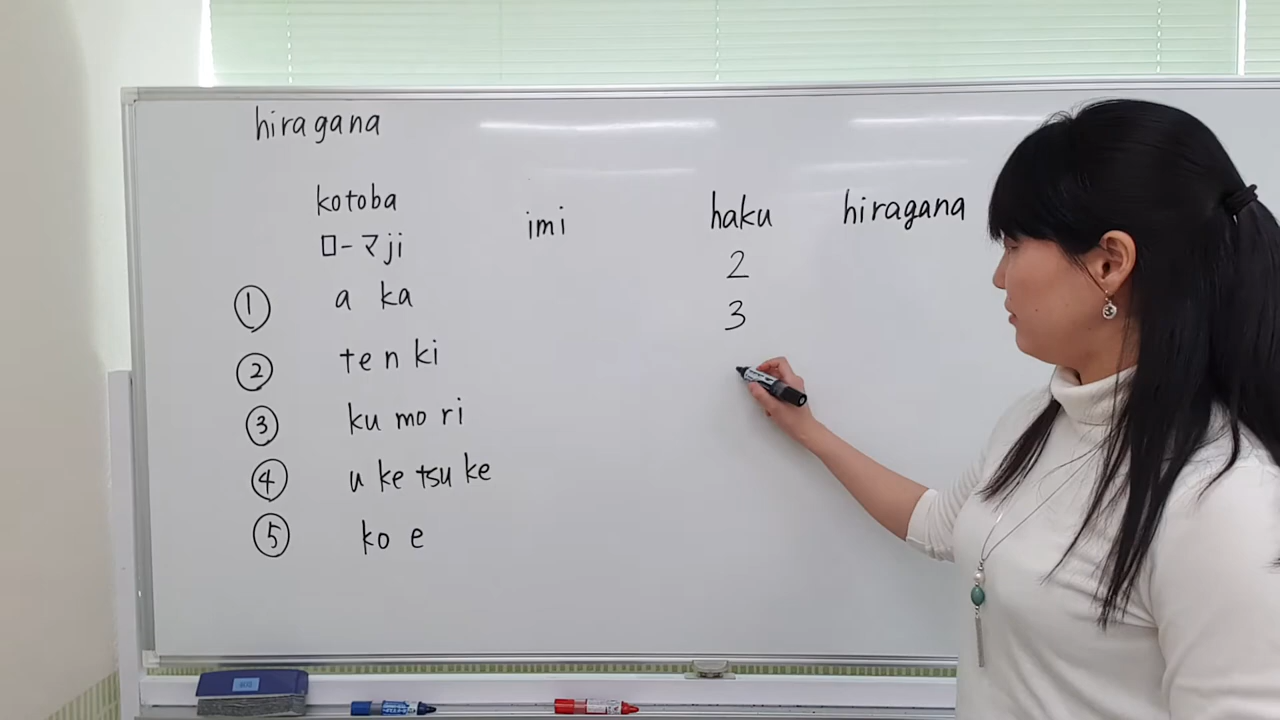 hiragana
kotoba imi haku hiragana
ローマji
① a ka 2
② te n ki 3
③ ku mo ri
④ u ke tsu ke
⑤ ko e